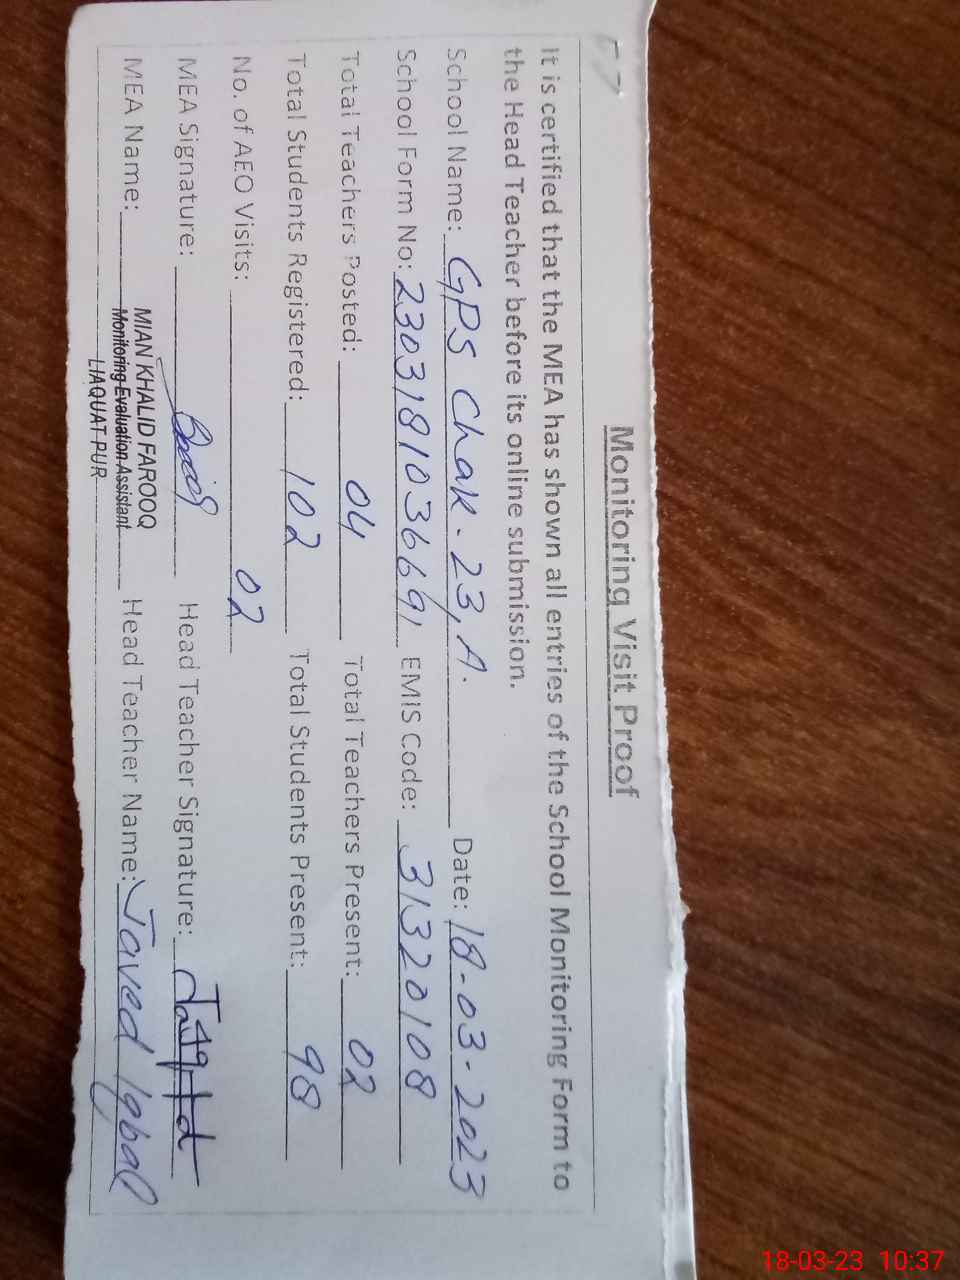 Monitoring Visit Proof
It is certified that the MEA has shown all entries of the School Monitoring Form to
the Head Teacher before its online submission.
School Name: GPS Chak-23, A. Date: 18-03-2023
School Form No: 2303181036691 EMIS Code: 31320108
Total Teachers Posted: 04 Total Teachers Present: 02
Total Students Registered: 102 Total Students Present: 98
No. of AEO Visits: 02
MEA Signature: Head Teacher Signature:
MEA Name: MIAN KHALID FAROOQ Head Teacher Name: Javed Iqbal
Monitoring Evaluation Assistant
LIAQUAT PUR
18-03-23 10:37